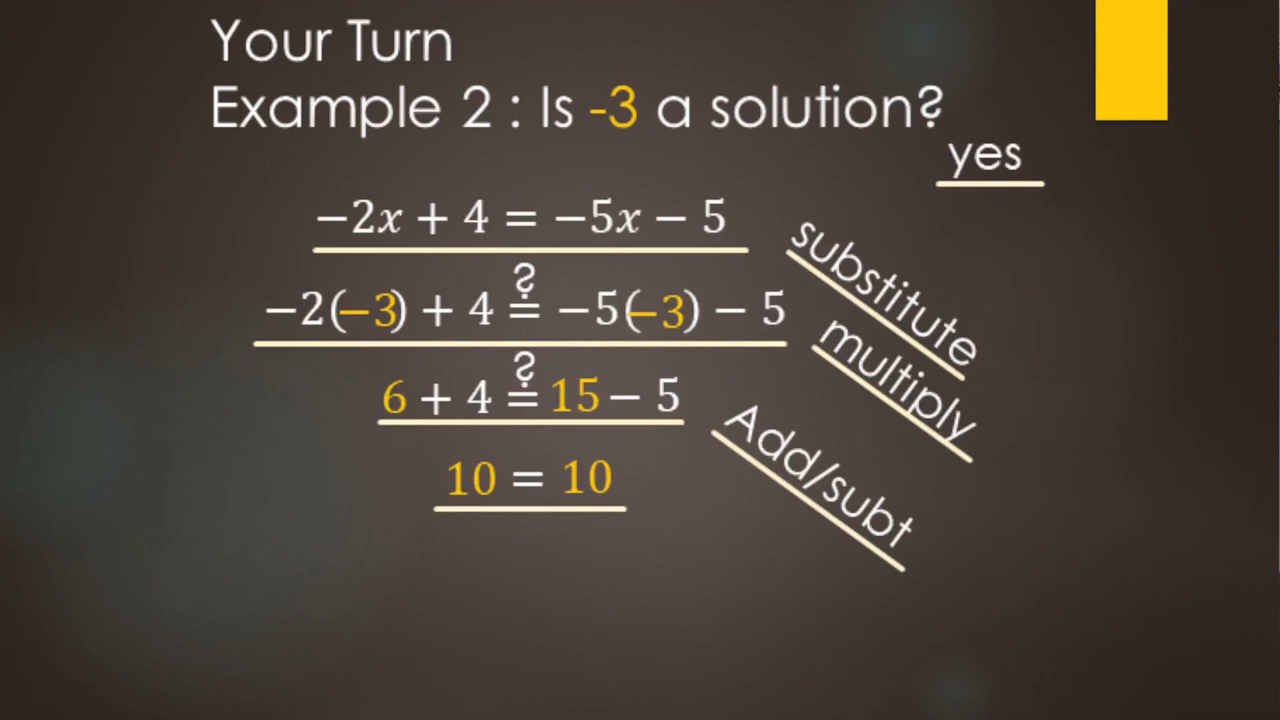 Your Turn
Example 2 : Is -3 a solution?
yes
−2x + 4 = −5x − 5
substitute
−2(−3) + 4 ≟ −5(−3) − 5
multiply
6 + 4 ≟ 15 − 5
Add/subt
10 = 10